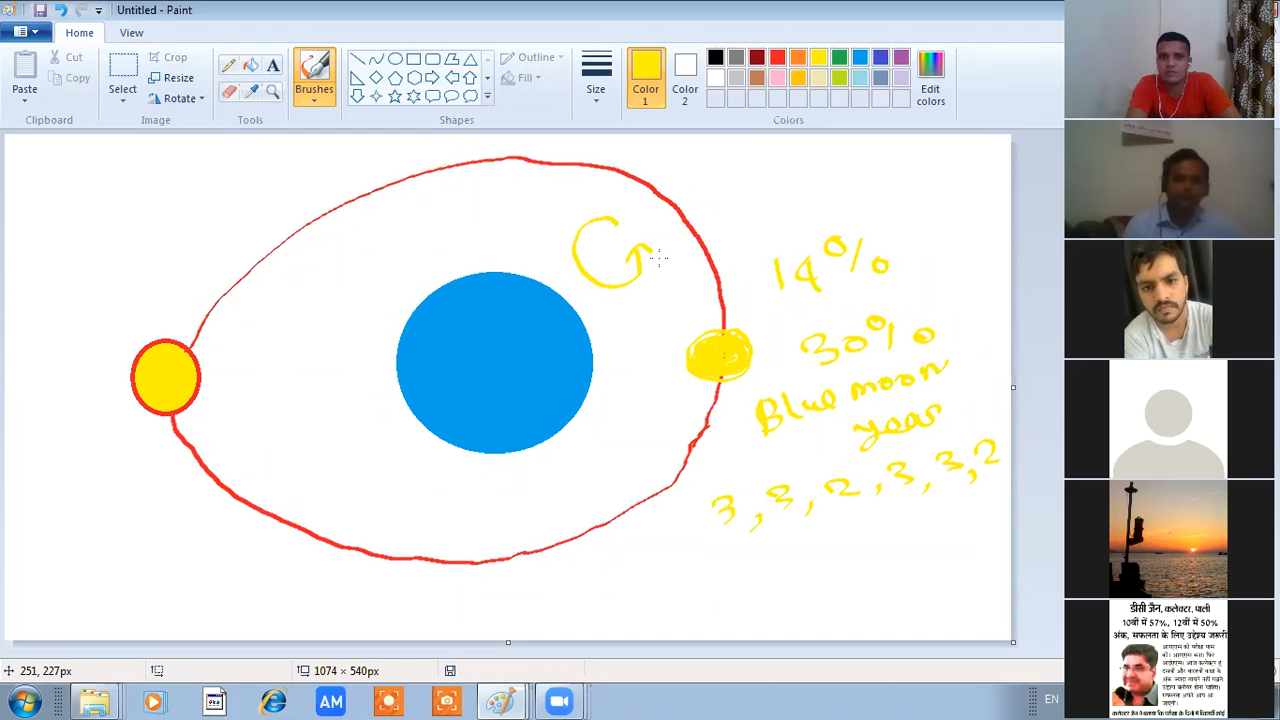 Untitled - Paint
Home
View
Paste
Cut
Copy
Clipboard
Select
Crop
Resize
Rotate
Image
Tools
Brushes
Shapes
Outline
Fill
Size
Color
1
Color
2
Edit
colors
Colors
14%
30%
Blue moon
year
3, 3, 2, 3, 3, 2
251, 227px
1074 × 540px
AM
EN
डीसी जैन, कलेक्टर, पाली
10वीं में 57%, 12वीं में 50%
अंक, सफलता के लिए उद्देश्य जरूरी